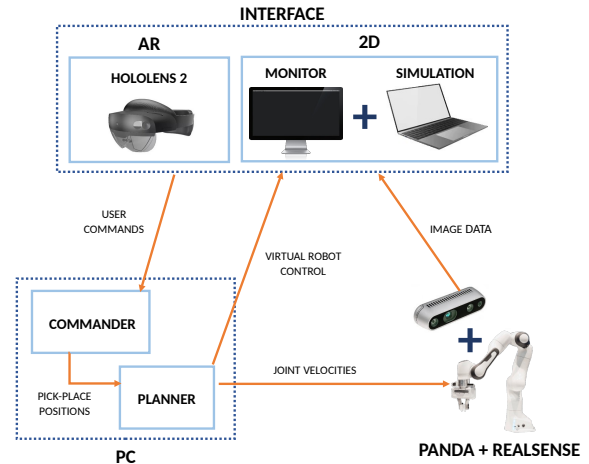 INTERFACE
AR
2D
HOLOLENS 2
MONITOR
SIMULATION
USER
COMMANDS
VIRTUAL ROBOT
CONTROL
IMAGE DATA
COMMANDER
PICK-PLACE
POSITIONS
PLANNER
JOINT VELOCITIES
PC
PANDA + REALSENSE